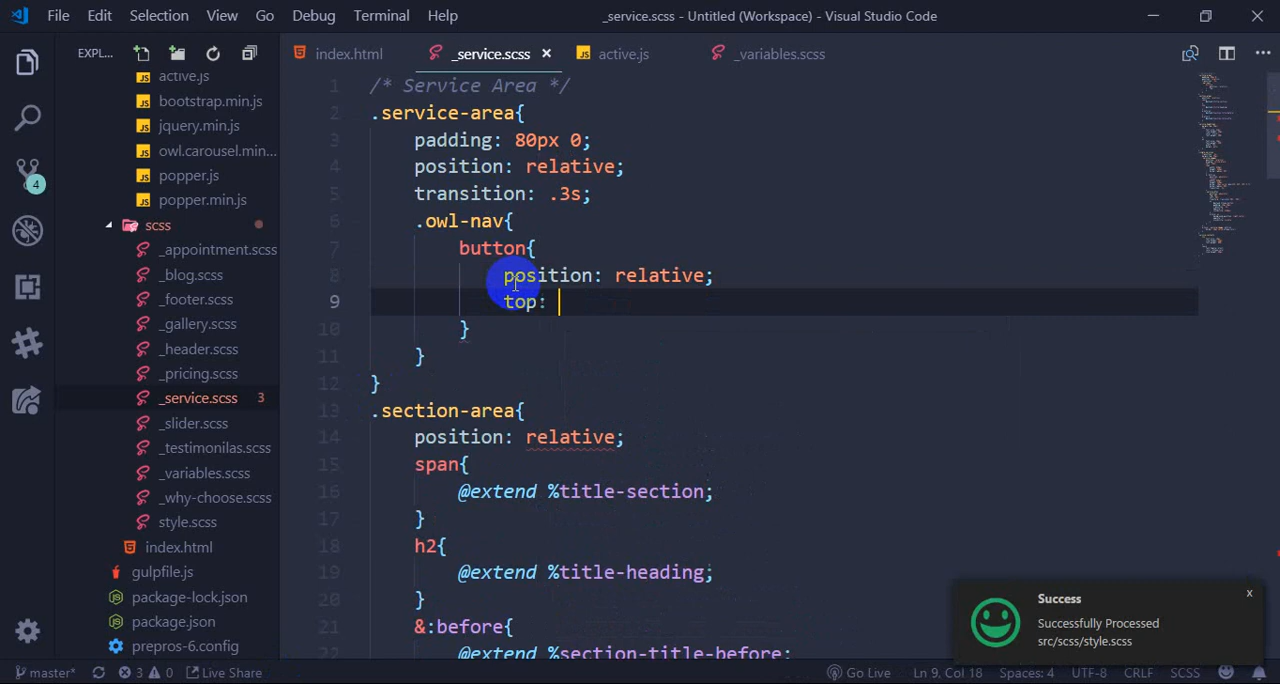 File Edit Selection View Go Debug Terminal Help
_service.scss - Untitled (Workspace) - Visual Studio Code
EXPL...
index.html
_service.scss
active.js
_variables.scss
active.js
bootstrap.min.js
jquery.min.js
owl.carousel.min...
popper.js
popper.min.js
scss
_appointment.scss
_blog.scss
_footer.scss
_gallery.scss
_header.scss
_pricing.scss
_service.scss 3
_slider.scss
_testimonilas.scss
_variables.scss
_why-choose.scss
style.scss
index.html
gulpfile.js
package-lock.json
package.json
prepros-6.config
4
1 /* Service Area */
2 .service-area{
3 padding: 80px 0;
4 position: relative;
5 transition: .3s;
6 .owl-nav{
7 button{
8 position: relative;
9 top:
10 }
11 }
12 }
13 .section-area{
14 position: relative;
15 span{
16 @extend %title-section;
17 }
18 h2{
19 @extend %title-heading;
20 }
21 &:before{
@extend %section-title-before;
Success x
Successfully Processed
src/scss/style.scss
master* 3 0 Live Share
Go Live Ln 9, Col 18 Spaces: 4 UTF-8 CRLF SCSS